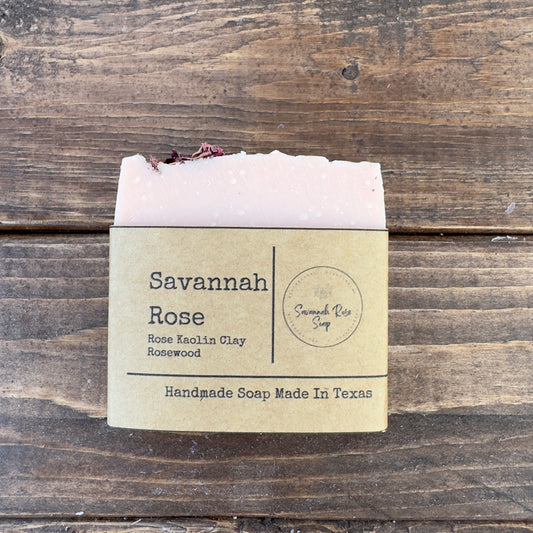 Savannah
Rose
Rose Kaolin Clay
Rosewood
Savannah Rose
Soap
Handmade Soap Made In Texas